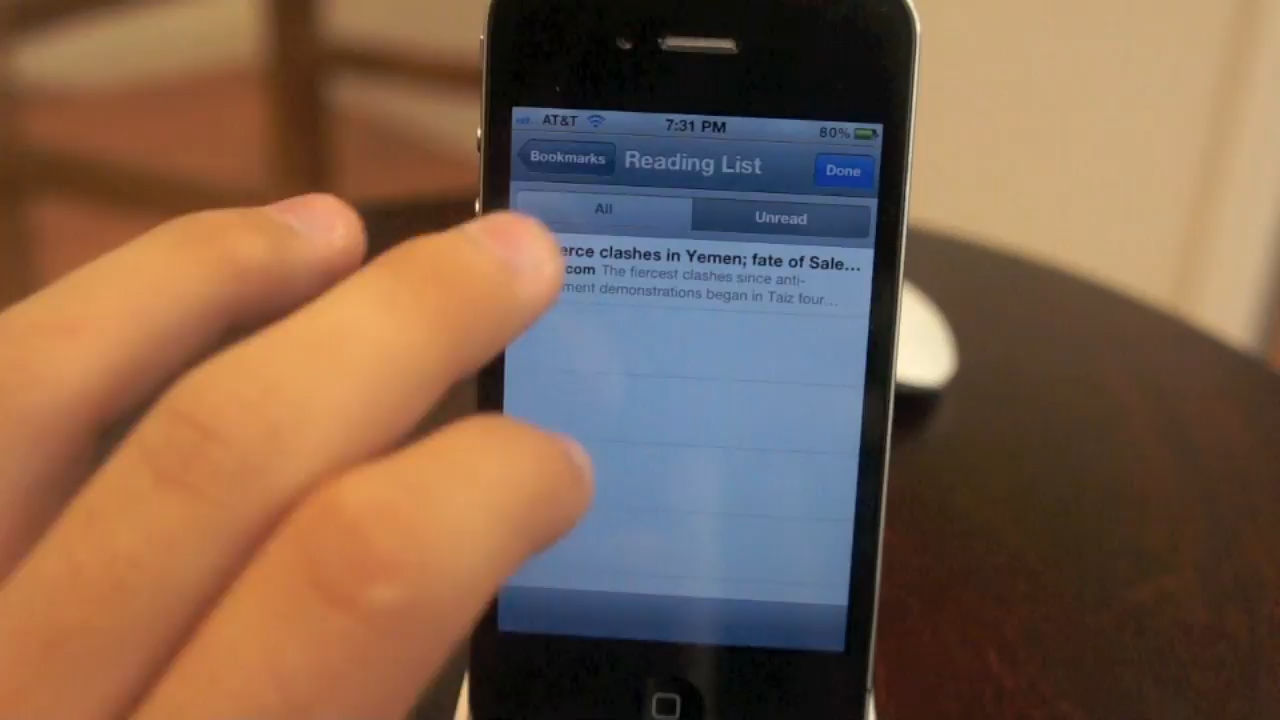 AT&T 7:31 PM 80%
Bookmarks Reading List Done
All Unread
erce clashes in Yemen; fate of Sale...
.com The fiercest clashes since anti-
ment demonstrations began in Taiz four...